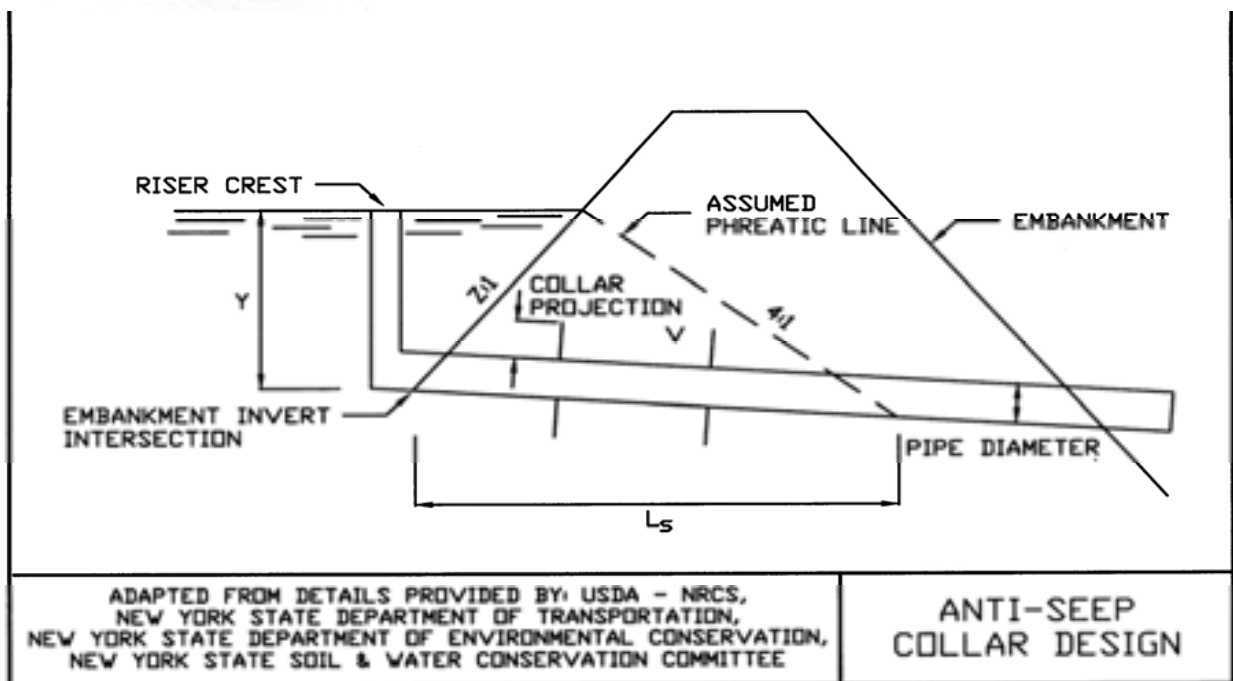 RISER CREST
ASSUMED
PHREATIC LINE
EMBANKMENT
Y
2:1
COLLAR
PROJECTION
V
4:1
EMBANKMENT INVERT
INTERSECTION
PIPE DIAMETER
LS
ADAPTED FROM DETAILS PROVIDED BY: USDA - NRCS,
NEW YORK STATE DEPARTMENT OF TRANSPORTATION,
NEW YORK STATE DEPARTMENT OF ENVIRONMENTAL CONSERVATION,
NEW YORK STATE SOIL & WATER CONSERVATION COMMITTEE
ANTI-SEEP
COLLAR DESIGN